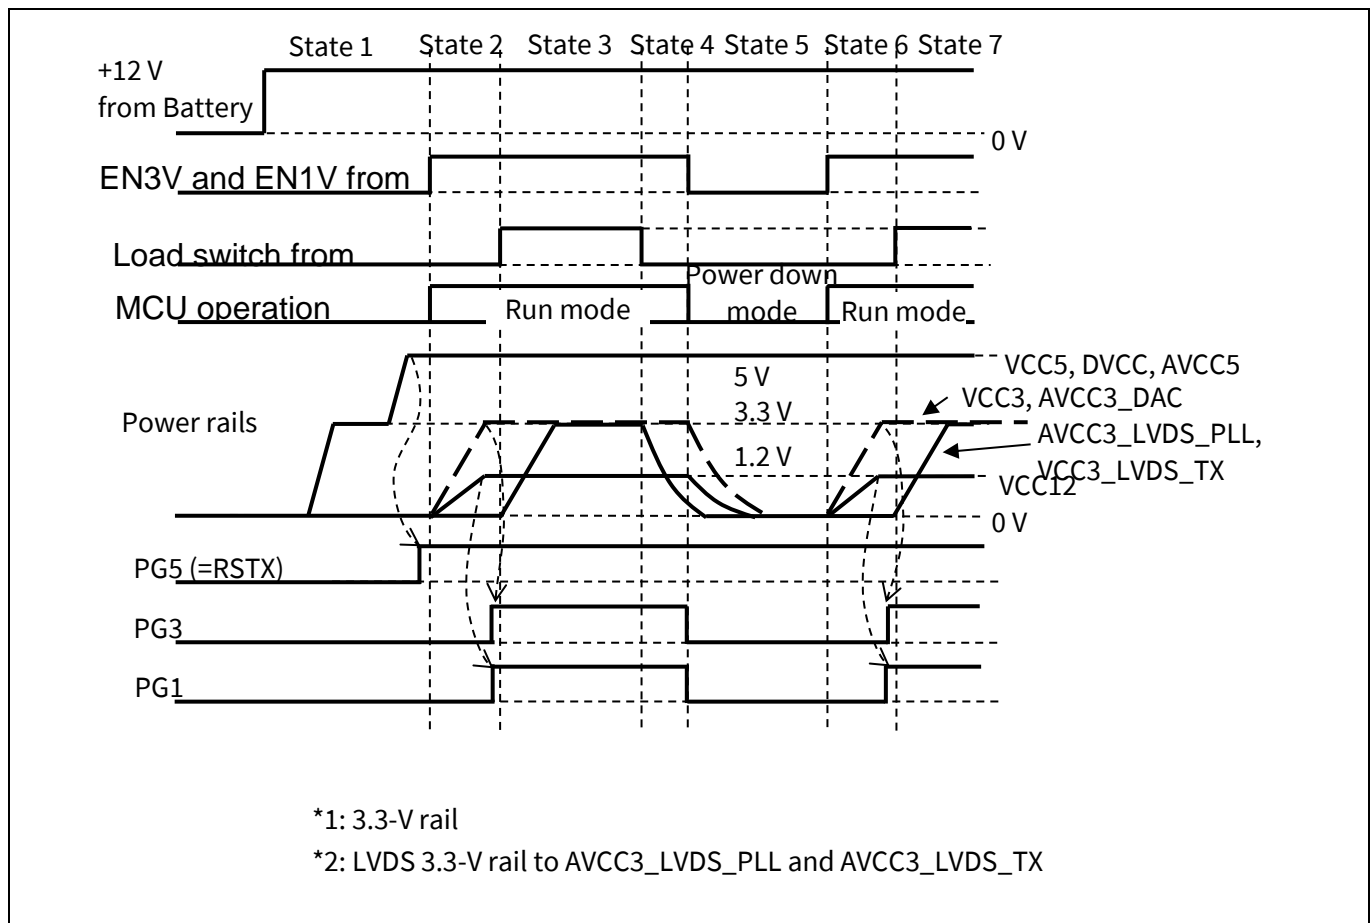 State 1 State 2 State 3 State 4 State 5 State 6 State 7
+12 V
from Battery
0 V
EN3V and EN1V from
Load switch from
Power down
mode
MCU operation
Run mode
Run mode
VCC5, DVCC, AVCC5
5 V
VCC3, AVCC3_DAC
3.3 V
Power rails
AVCC3_LVDS_PLL,
VCC3_LVDS_TX
1.2 V
VCC12
0 V
PG5 (=RSTX)
PG3
PG1
*1: 3.3-V rail
*2: LVDS 3.3-V rail to AVCC3_LVDS_PLL and AVCC3_LVDS_TX